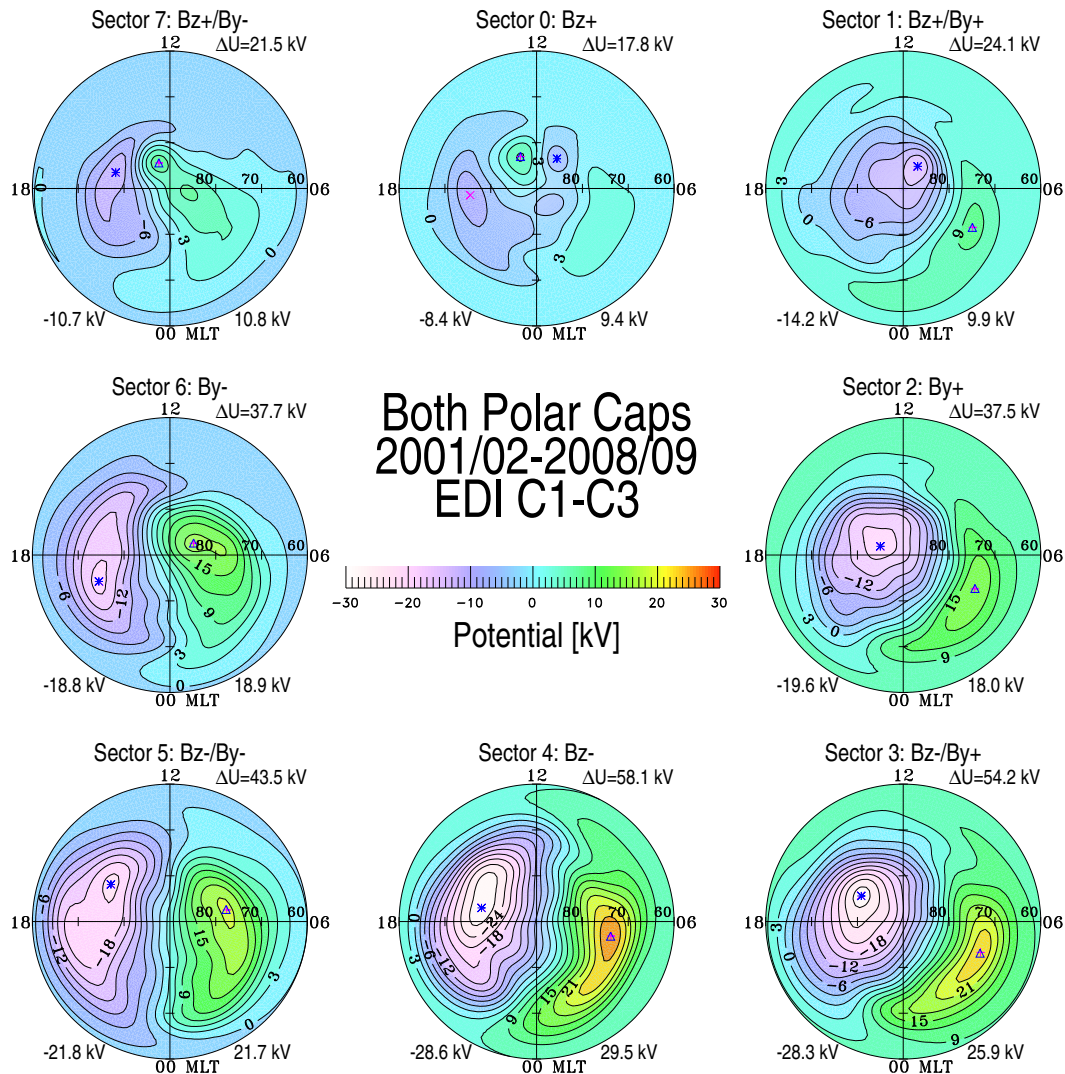 Sector 7: Bz+/By-
ΔU=21.5 kV
12
18
80
70
60
06
0
-6
3
0
-10.7 kV
10.8 kV
00 MLT
Sector 0: Bz+
ΔU=17.8 kV
12
18
80
70
60
06
3
0
3
-8.4 kV
9.4 kV
00 MLT
Sector 1: Bz+/By+
ΔU=24.1 kV
12
18
80
70
60
06
3
0
-6
9
-14.2 kV
9.9 kV
00 MLT
Sector 6: By-
ΔU=37.7 kV
12
18
80
70
60
06
-6
-12
15
9
3
0
-18.8 kV
18.9 kV
00 MLT
Both Polar Caps
2001/02-2008/09
EDI C1-C3
-30 -20 -10 0 10 20 30
Potential [kV]
Sector 2: By+
ΔU=37.5 kV
12
18
80
70
60
06
-12
3
0
15
9
-19.6 kV
18.0 kV
00 MLT
Sector 5: Bz-/By-
ΔU=43.5 kV
12
18
80
70
60
06
-6
-12
-18
15
6
3
0
-21.8 kV
21.7 kV
00 MLT
Sector 4: Bz-
ΔU=58.1 kV
12
18
80
70
60
06
0
-6
-12
-24
-18
15
21
9
-28.6 kV
29.5 kV
00 MLT
Sector 3: Bz-/By+
ΔU=54.2 kV
12
18
80
70
60
06
3
0
-18
-12
-6
21
15
9
-28.3 kV
25.9 kV
00 MLT